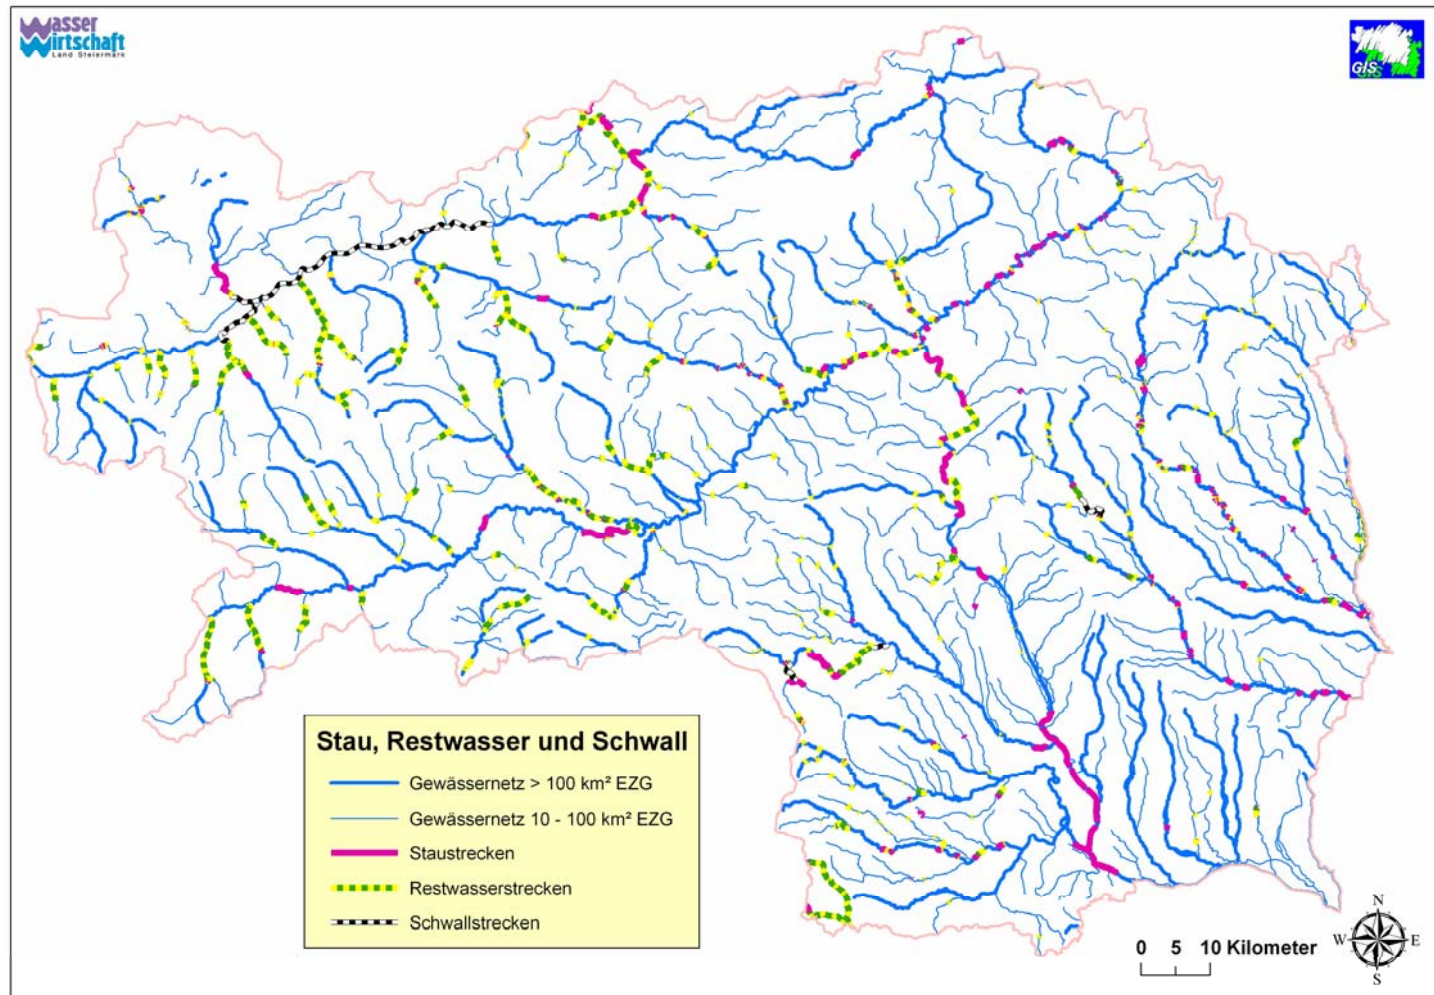 Wasser
Wirtschaft
Land Steiermark
GIS
GIS
Stau, Restwasser und Schwall
Gewässernetz > 100 km² EZG
Gewässernetz 10 - 100 km² EZG
Staustrecken
Restwasserstrecken
Schwallstrecken
0 5 10 Kilometer
N
W E
S